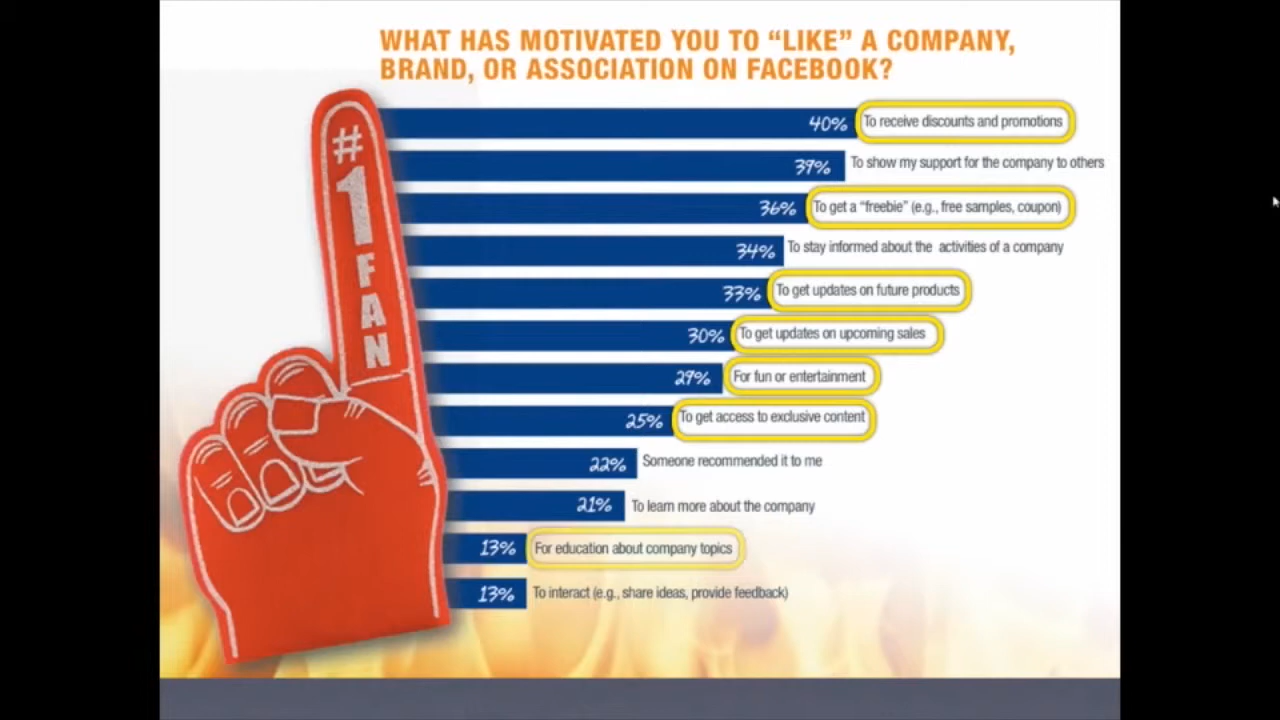 WHAT HAS MOTIVATED YOU TO “LIKE” A COMPANY,
BRAND, OR ASSOCIATION ON FACEBOOK?
#1 FAN
40% To receive discounts and promotions
39% To show my support for the company to others
36% To get a “freebie” (e.g., free samples, coupon)
34% To stay informed about the activities of a company
33% To get updates on future products
30% To get updates on upcoming sales
29% For fun or entertainment
25% To get access to exclusive content
22% Someone recommended it to me
21% To learn more about the company
13% For education about company topics
13% To interact (e.g., share ideas, provide feedback)